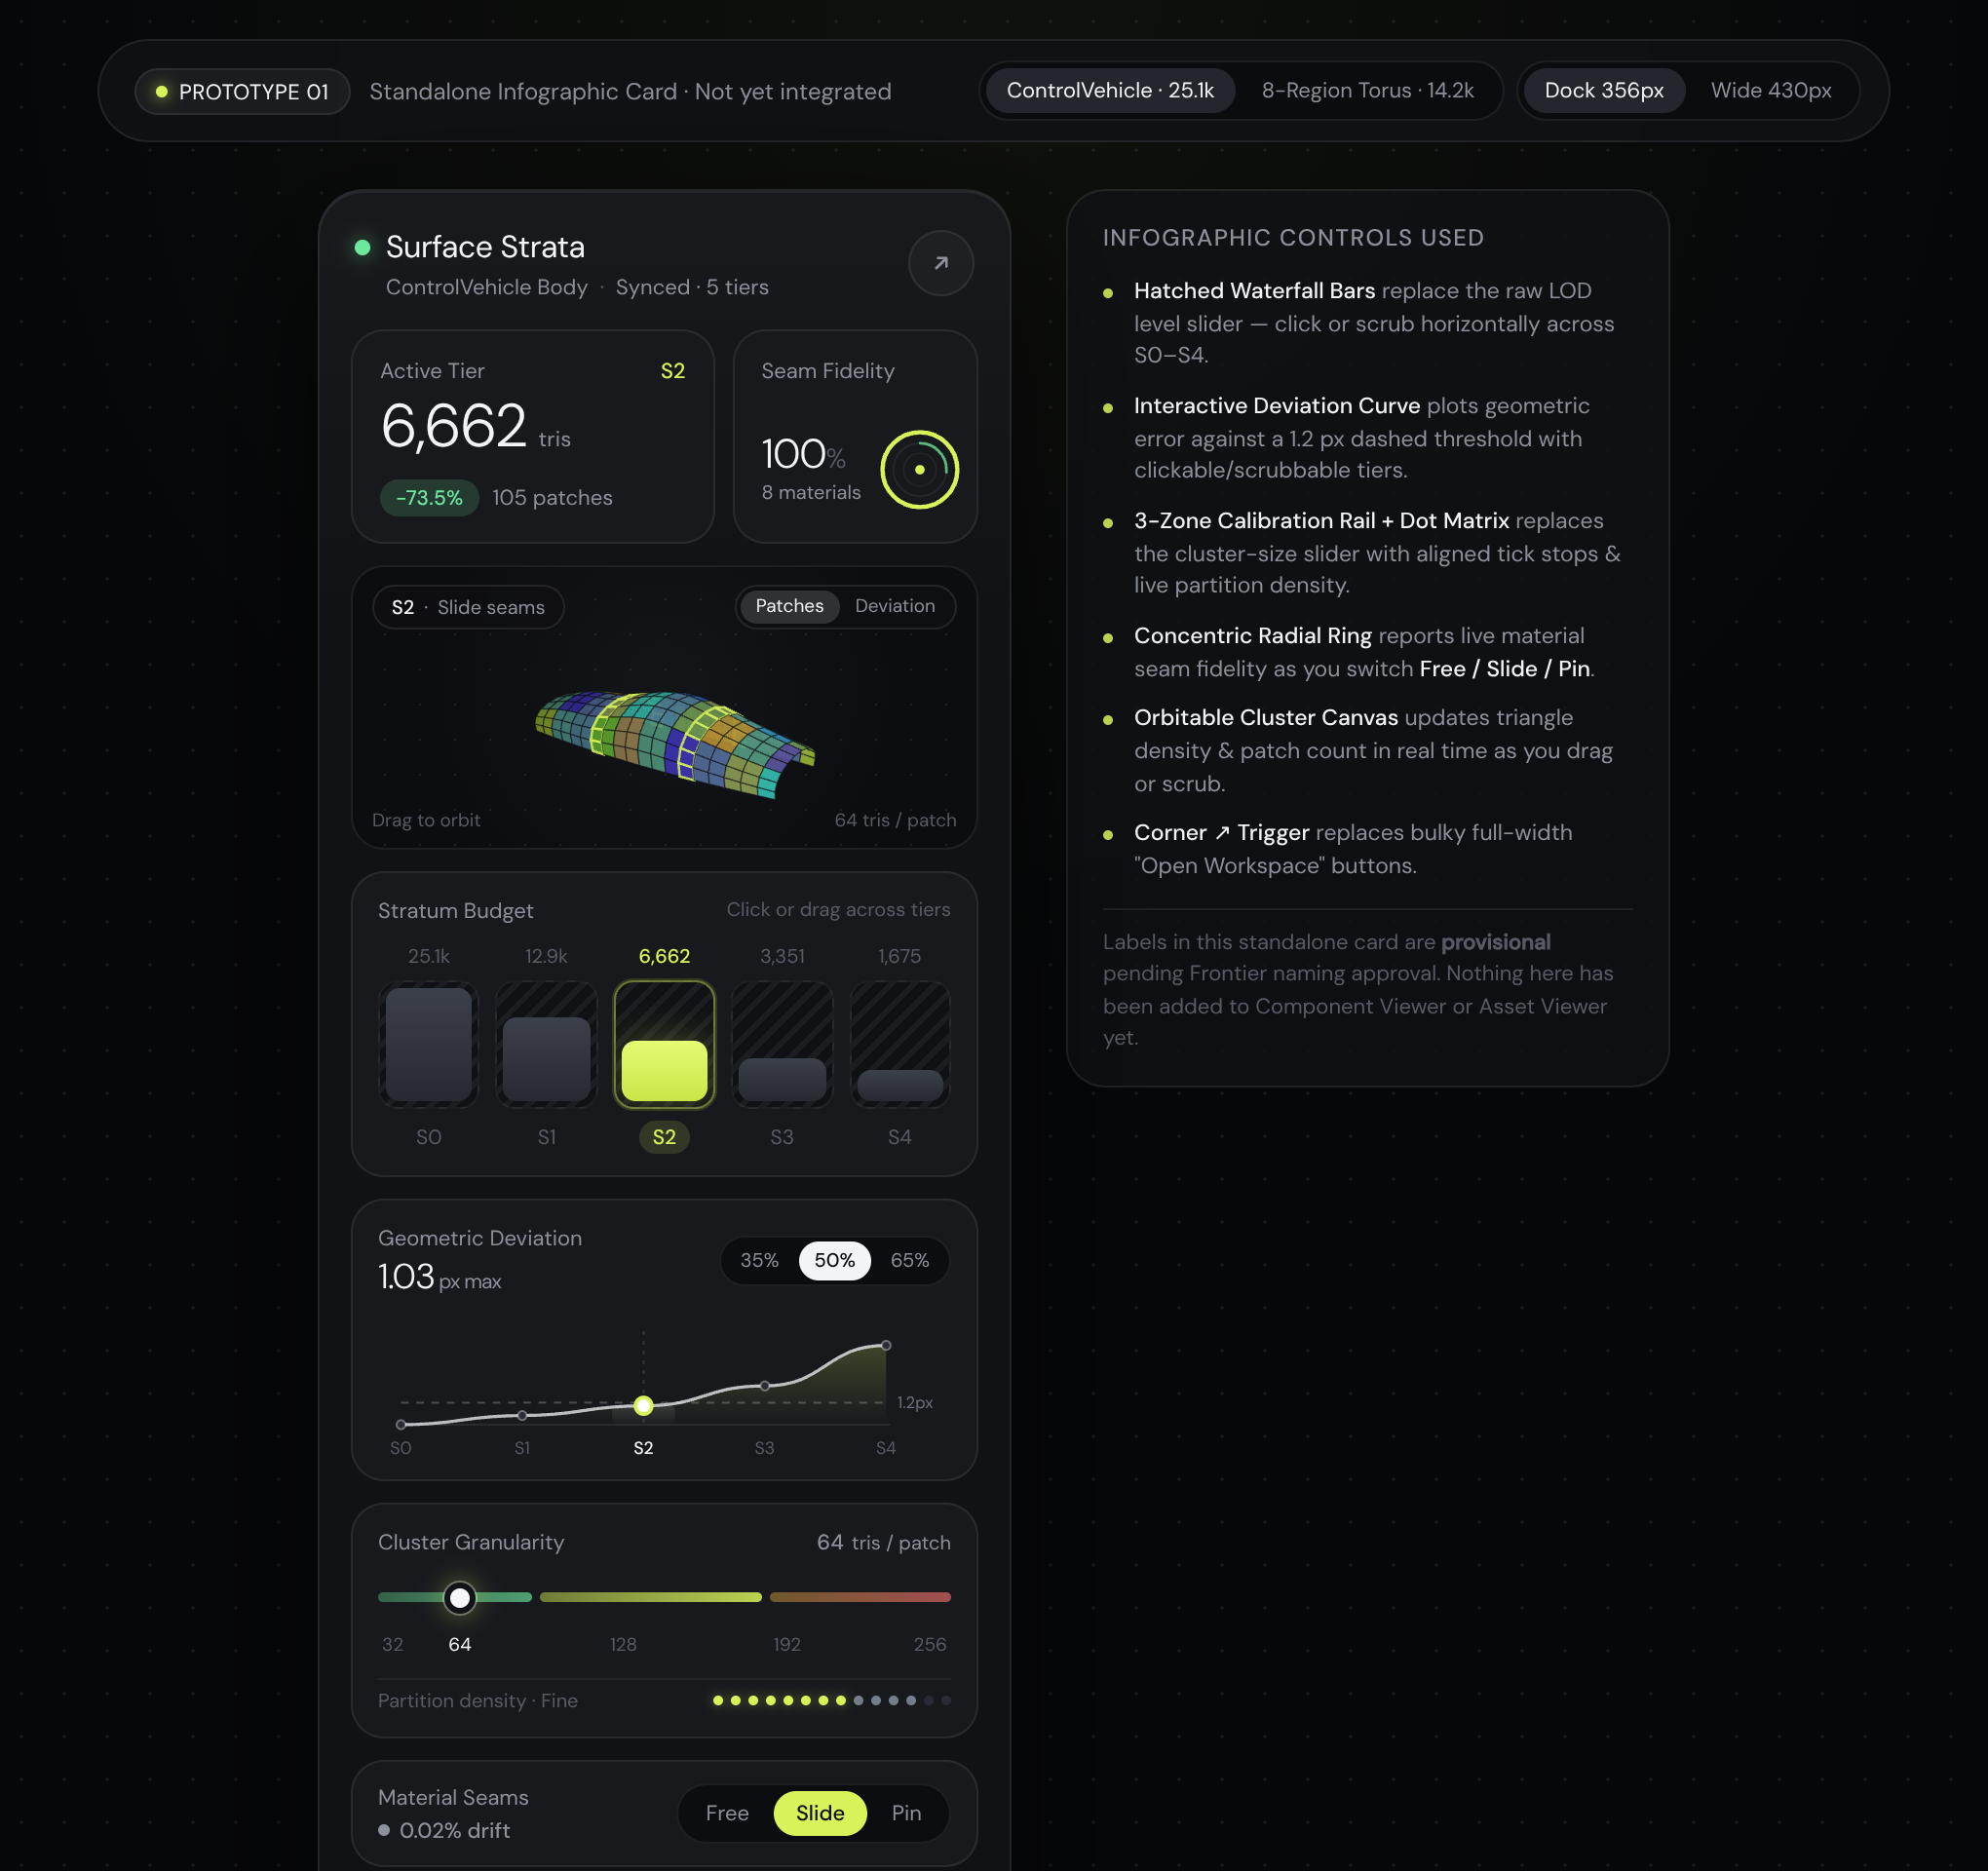 PROTOTYPE 01
Standalone Infographic Card · Not yet integrated
ControlVehicle · 25.1k
8-Region Torus · 14.2k
Dock 356px
Wide 430px
Surface Strata
ControlVehicle Body · Synced · 5 tiers
↗
Active Tier
S2
6,662 tris
-73.5%
105 patches
Seam Fidelity
100%
8 materials
S2 · Slide seams
Patches
Deviation
Drag to orbit
64 tris / patch
Stratum Budget
Click or drag across tiers
25.1k
12.9k
6,662
3,351
1,675
S0
S1
S2
S3
S4
Geometric Deviation
1.03 px max
35%
50%
65%
1.2px
S0
S1
S2
S3
S4
Cluster Granularity
64 tris / patch
32
64
128
192
256
Partition density · Fine
Material Seams
0.02% drift
Free
Slide
Pin
INFOGRAPHIC CONTROLS USED
Hatched Waterfall Bars replace the raw LOD
level slider — click or scrub horizontally across
S0–S4.
Interactive Deviation Curve plots geometric
error against a 1.2 px dashed threshold with
clickable/scrubbable tiers.
3-Zone Calibration Rail + Dot Matrix replaces
the cluster-size slider with aligned tick stops &
live partition density.
Concentric Radial Ring reports live material
seam fidelity as you switch Free / Slide / Pin.
Orbitable Cluster Canvas updates triangle
density & patch count in real time as you drag
or scrub.
Corner ↗ Trigger replaces bulky full-width
"Open Workspace" buttons.
Labels in this standalone card are provisional
pending Frontier naming approval. Nothing here has
been added to Component Viewer or Asset Viewer
yet.